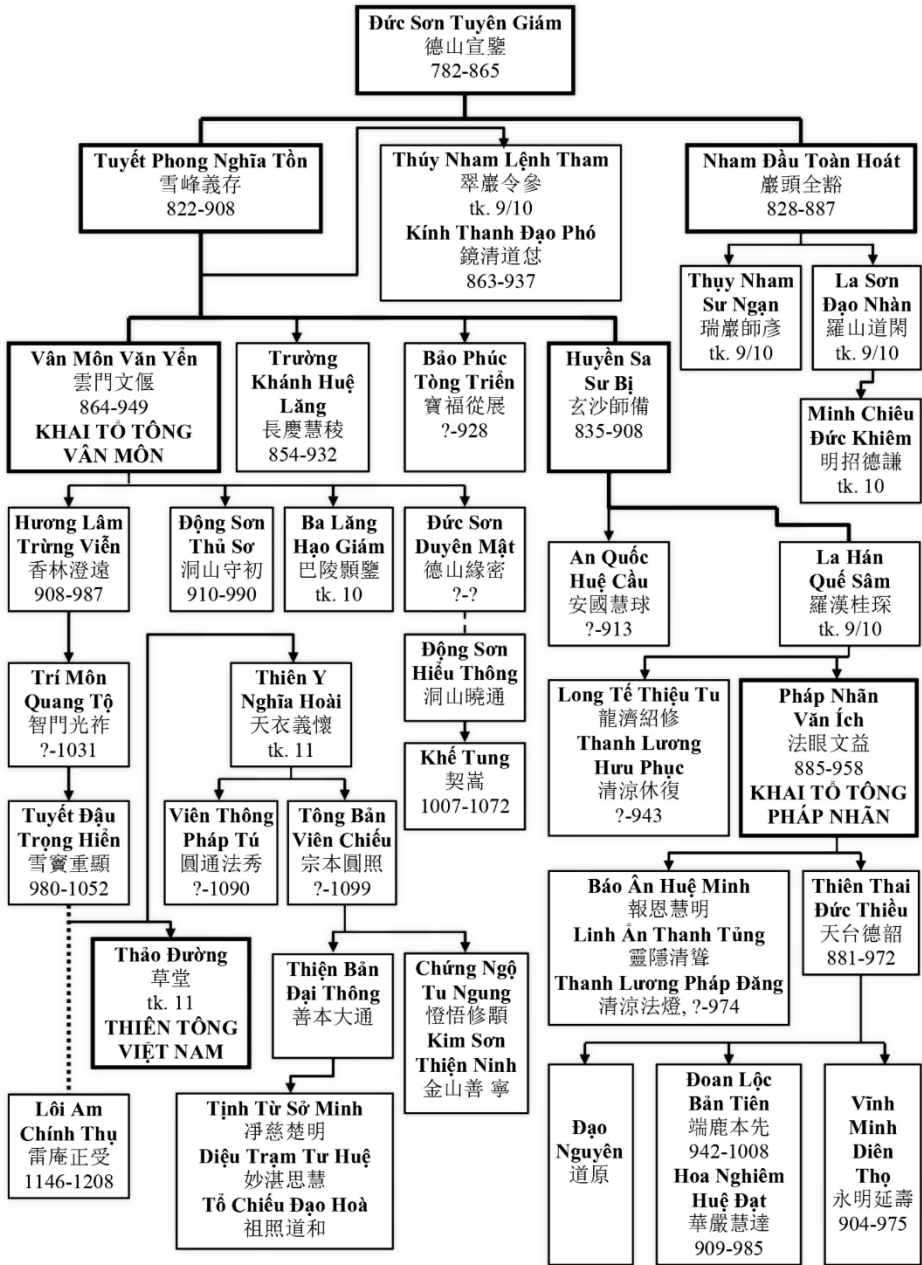 Đức Sơn Tuyên Giám
德山宣鑒
782-865
Tuyết Phong Nghĩa Tồn
雪峰義存
822-908
Thúy Nham Lệnh Tham
翠巖令參
tk. 9/10
Kính Thanh Đạo Phó
鏡清道怤
863-937
Nham Đầu Toàn Hoát
巖頭全豁
828-887
Thụy Nham
Sư Ngạn
瑞巖師彥
tk. 9/10
La Sơn
Đạo Nhàn
羅山道閑
tk. 9/10
Vân Môn Văn Yển
雲門文偃
864-949
KHAI TỔ TÔNG
VÂN MÔN
Trường
Khánh Huệ
Lăng
長慶慧稜
854-932
Bảo Phúc
Tòng Triển
寶福從展
?-928
Huyền Sa
Sư Bị
玄沙師備
835-908
Minh Chiêu
Đức Khiêm
明招德謙
tk. 10
Hương Lâm
Trừng Viễn
香林澄遠
908-987
Động Sơn
Thủ Sơ
洞山守初
910-990
Ba Lăng
Hạo Giám
巴陵顥鑒
tk. 10
Đức Sơn
Duyên Mật
德山緣密
?-?
An Quốc
Huệ Cầu
安國慧球
?-913
La Hán
Quế Sâm
羅漢桂琛
tk. 9/10
Trí Môn
Quang Tộ
智門光祚
?-1031
Thiên Y
Nghĩa Hoài
天衣義懷
tk. 11
Động Sơn
Hiểu Thông
洞山曉通
Long Tế Thiệu Tu
龍濟紹修
Thanh Lương
Hưu Phục
清涼休復
?-943
Pháp Nhãn
Văn Ích
法眼文益
885-958
KHAI TỔ TÔNG
PHÁP NHÃN
Khế Tung
契嵩
1007-1072
Tuyết Đậu
Trọng Hiển
雪竇重顯
980-1052
Viên Thông
Pháp Tú
圓通法秀
?-1090
Tông Bản
Viên Chiếu
宗本圓照
?-1099
Báo Ân Huệ Minh
報恩慧明
Linh Ẩn Thanh Tủng
靈隱清聳
Thanh Lương Pháp Đăng
清涼法燈, ?-974
Thiên Thai
Đức Thiều
天台德韶
881-972
Thảo Đường
草堂
tk. 11
THIỀN TÔNG
VIỆT NAM
Thiện Bản
Đại Thông
善本大通
Chứng Ngộ
Tu Ngung
憕悟修顒
Kim Sơn
Thiện Ninh
金山善 寧
Lôi Am
Chính Thụ
雷庵正受
1146-1208
Tịnh Từ Sở Minh
凈慈楚明
Diệu Trạm Tư Huệ
妙湛思慧
Tổ Chiếu Đạo Hoà
祖照道和
Đạo
Nguyên
道原
Đoan Lộc
Bản Tiên
端鹿本先
942-1008
Hoa Nghiêm
Huệ Đạt
華嚴慧達
909-985
Vĩnh
Minh
Diên
Thọ
永明延壽
904-975